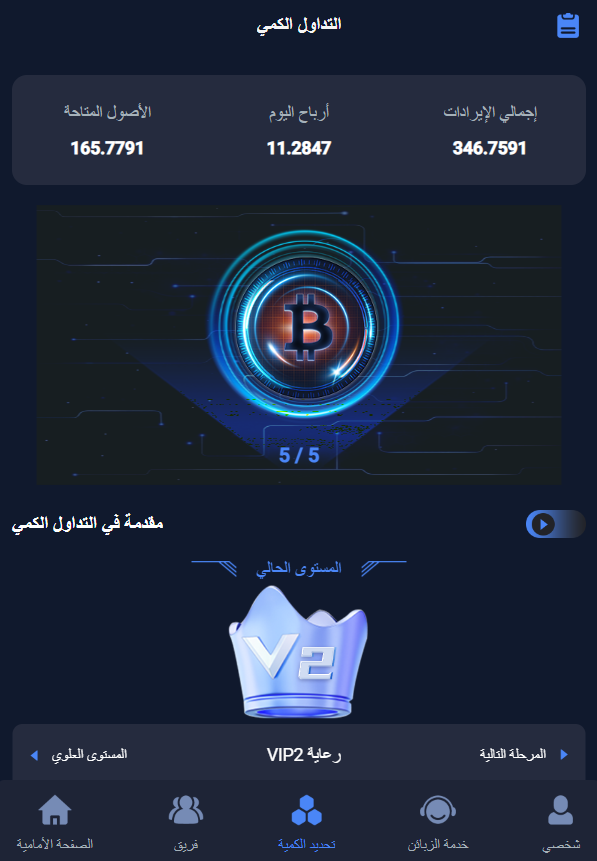 التداول الكمي
إجمالي الإيرادات
أرباح اليوم
الأصول المتاحة
346.7591
11.2847
165.7791
B
5 / 5
مقدمة في التداول الكمي
المستوى الحالي
V2
المرحلة التالية
رعاية VIP2
المستوى العلوي
شخصي
خدمة الزبائن
تحديد الكمية
فريق
الصفحة الأمامية